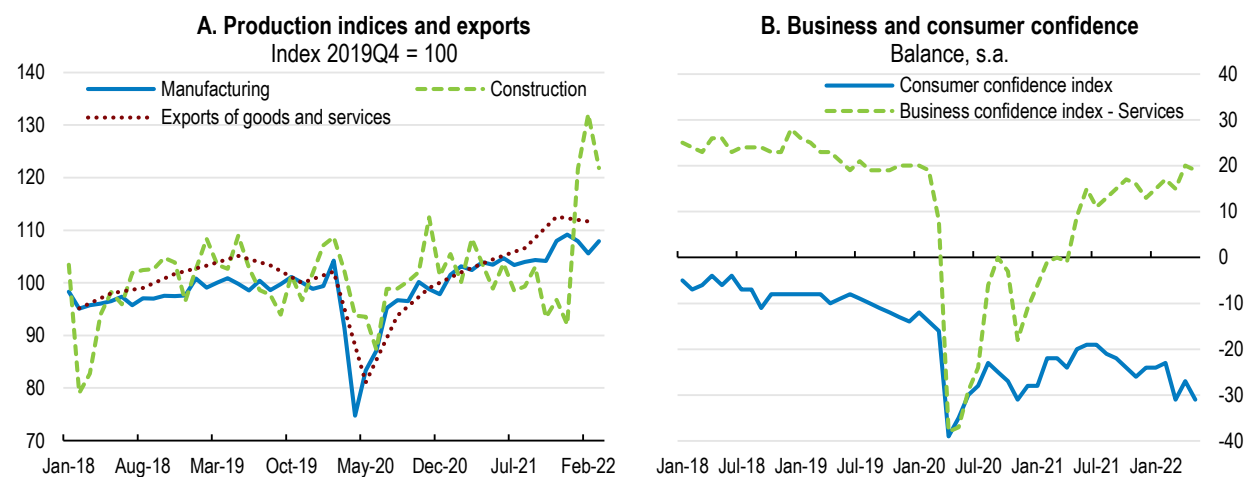 A. Production indices and exports
Index 2019Q4 = 100
140
130
120
110
100
90
80
70
Manufacturing
Construction
Exports of goods and services
Jan-18 Aug-18 Mar-19 Oct-19 May-20 Dec-20 Jul-21 Feb-22
B. Business and consumer confidence
Balance, s.a.
40
30
20
10
0
-10
-20
-30
-40
Consumer confidence index
Business confidence index - Services
Jan-18 Jul-18 Jan-19 Jul-19 Jan-20 Jul-20 Jan-21 Jul-21 Jan-22